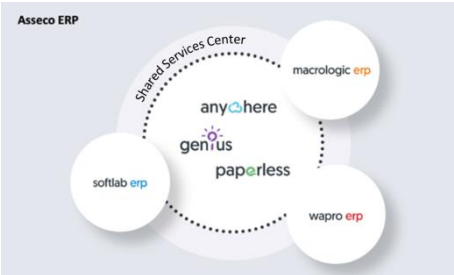 Asseco ERP
Shared Services Center
macrologic erp
anywhere
genius
paperless
softlab erp
wapro erp